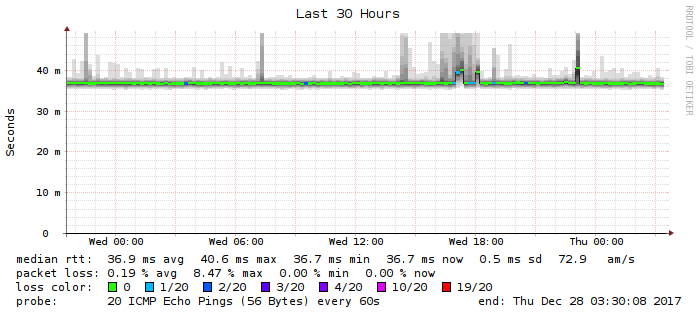 Last 30 Hours
RRDTOOL / TOBI OETIKER
Seconds
40 m
30 m
20 m
10 m
0
Wed 00:00 Wed 06:00 Wed 12:00 Wed 18:00 Thu 00:00
median rtt: 36.9 ms avg 40.6 ms max 36.7 ms min 36.7 ms now 0.5 ms sd 72.9 am/s
packet loss: 0.19 % avg 8.47 % max 0.00 % min 0.00 % now
loss color: 0 1/20 2/20 3/20 4/20 10/20 19/20
probe: 20 ICMP Echo Pings (56 Bytes) every 60s end: Thu Dec 28 03:30:08 2017